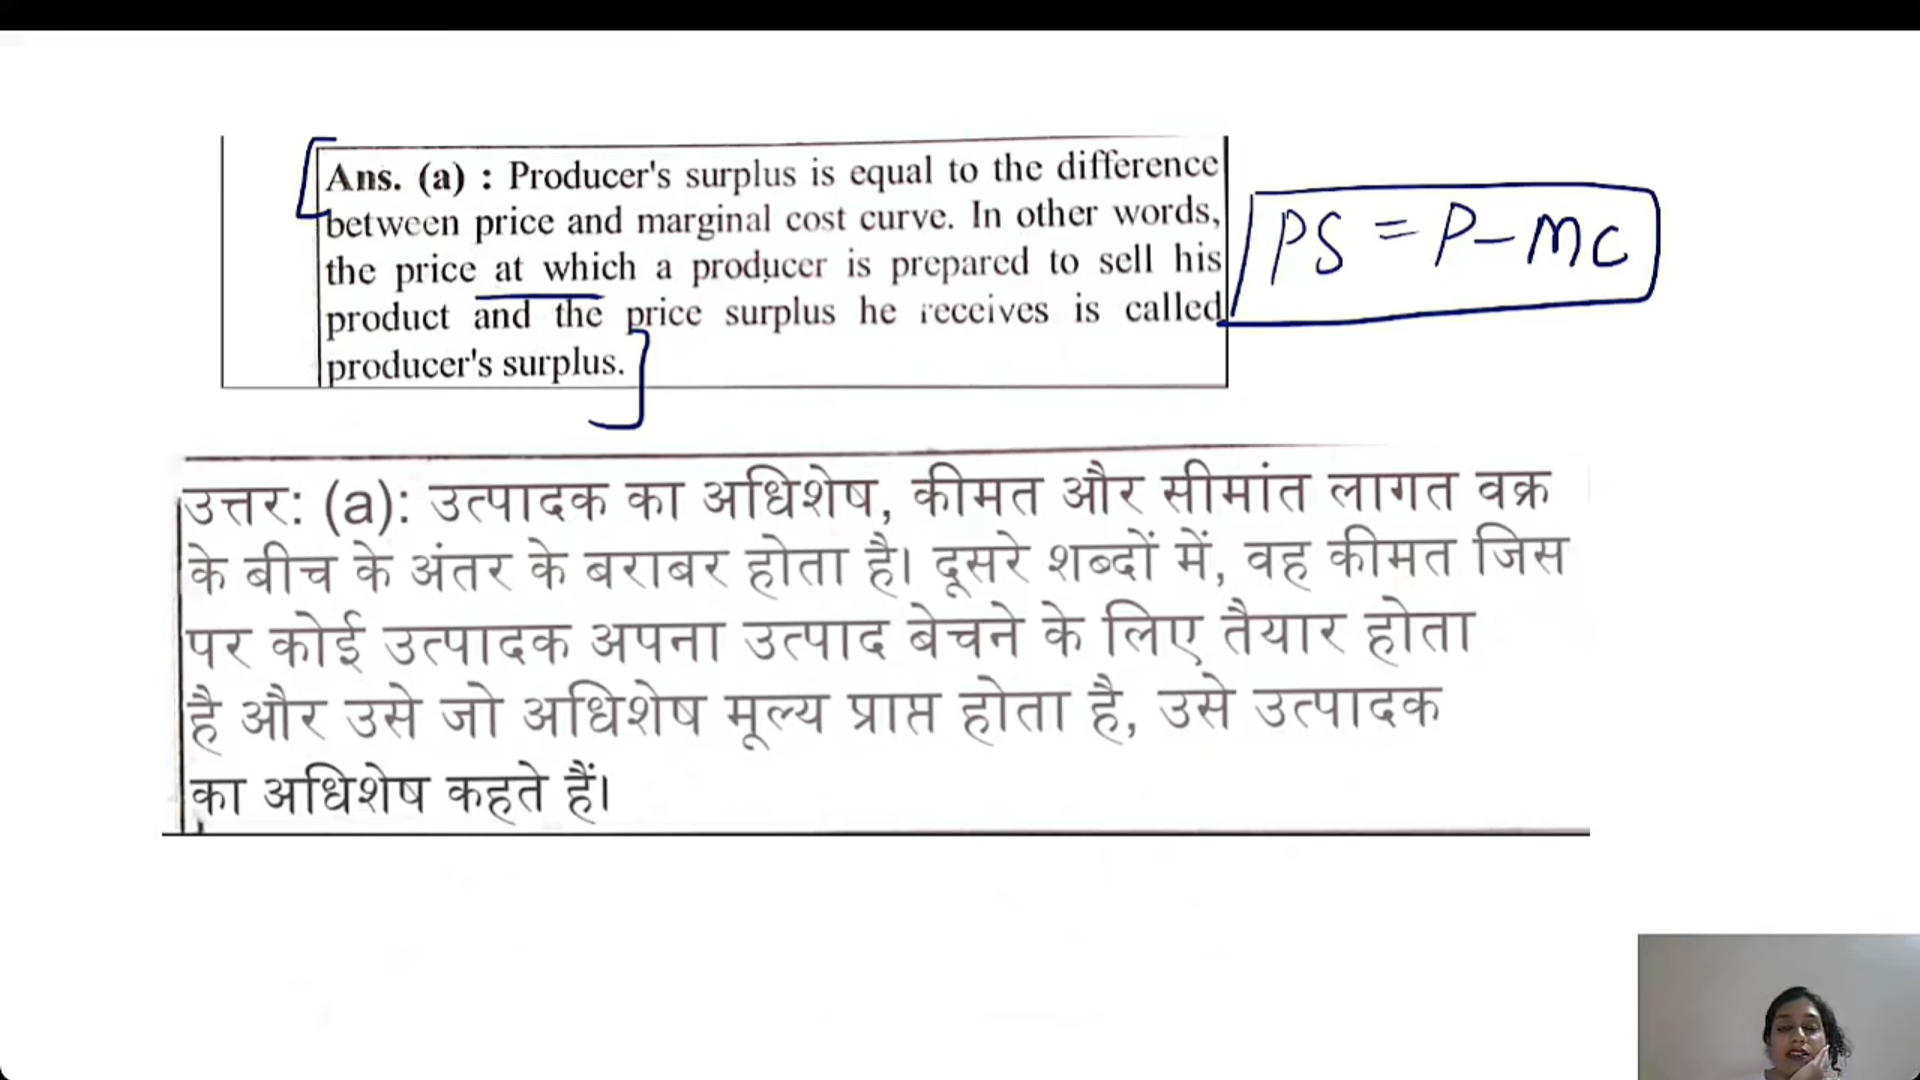 Ans. (a) : Producer's surplus is equal to the difference
between price and marginal cost curve. In other words,
the price at which a producer is prepared to sell his
product and the price surplus he receives is called
producer's surplus.
PS = P - MC
उत्तर: (a): उत्पादक का अधिशेष, कीमत और सीमांत लागत वक्र
के बीच के अंतर के बराबर होता है। दूसरे शब्दों में, वह कीमत जिस
पर कोई उत्पादक अपना उत्पाद बेचने के लिए तैयार होता
है और उसे जो अधिशेष मूल्य प्राप्त होता है, उसे उत्पादक
का अधिशेष कहते हैं।